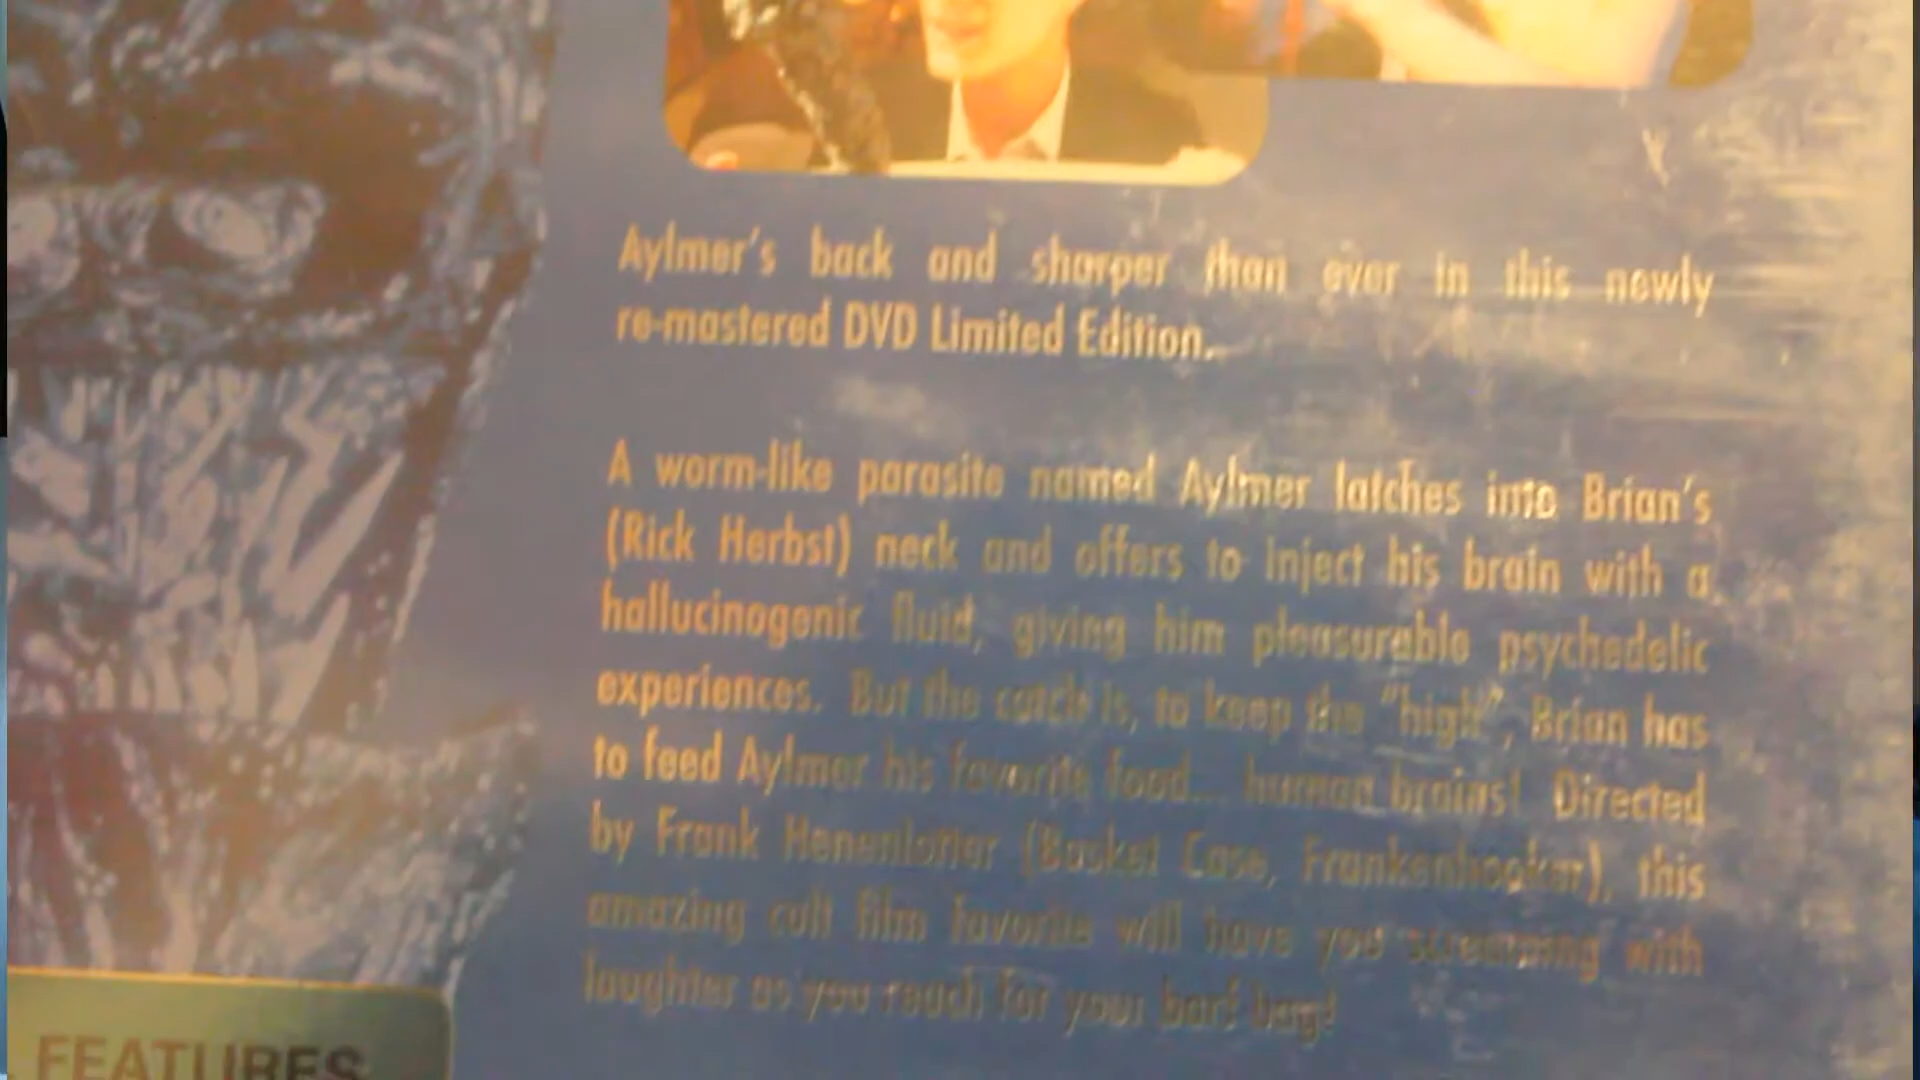 Aylmer's back and sharper than ever in this newly
re-mastered DVD Limited Edition.
A worm-like parasite named Aylmer latches into Brian's
(Rick Herbst) neck and offers to inject his brain with a
hallucinogenic fluid, giving him pleasurable psychedelic
experiences. But the catch is, to keep the "high", Brian has
to feed Aylmer his favorite food... human brains! Directed
by Frank Henenlotter (Basket Case, Frankenhooker), this
amazing cult film favorite will have you screaming with
laughter as you reach for your barf bag!
FEATURES